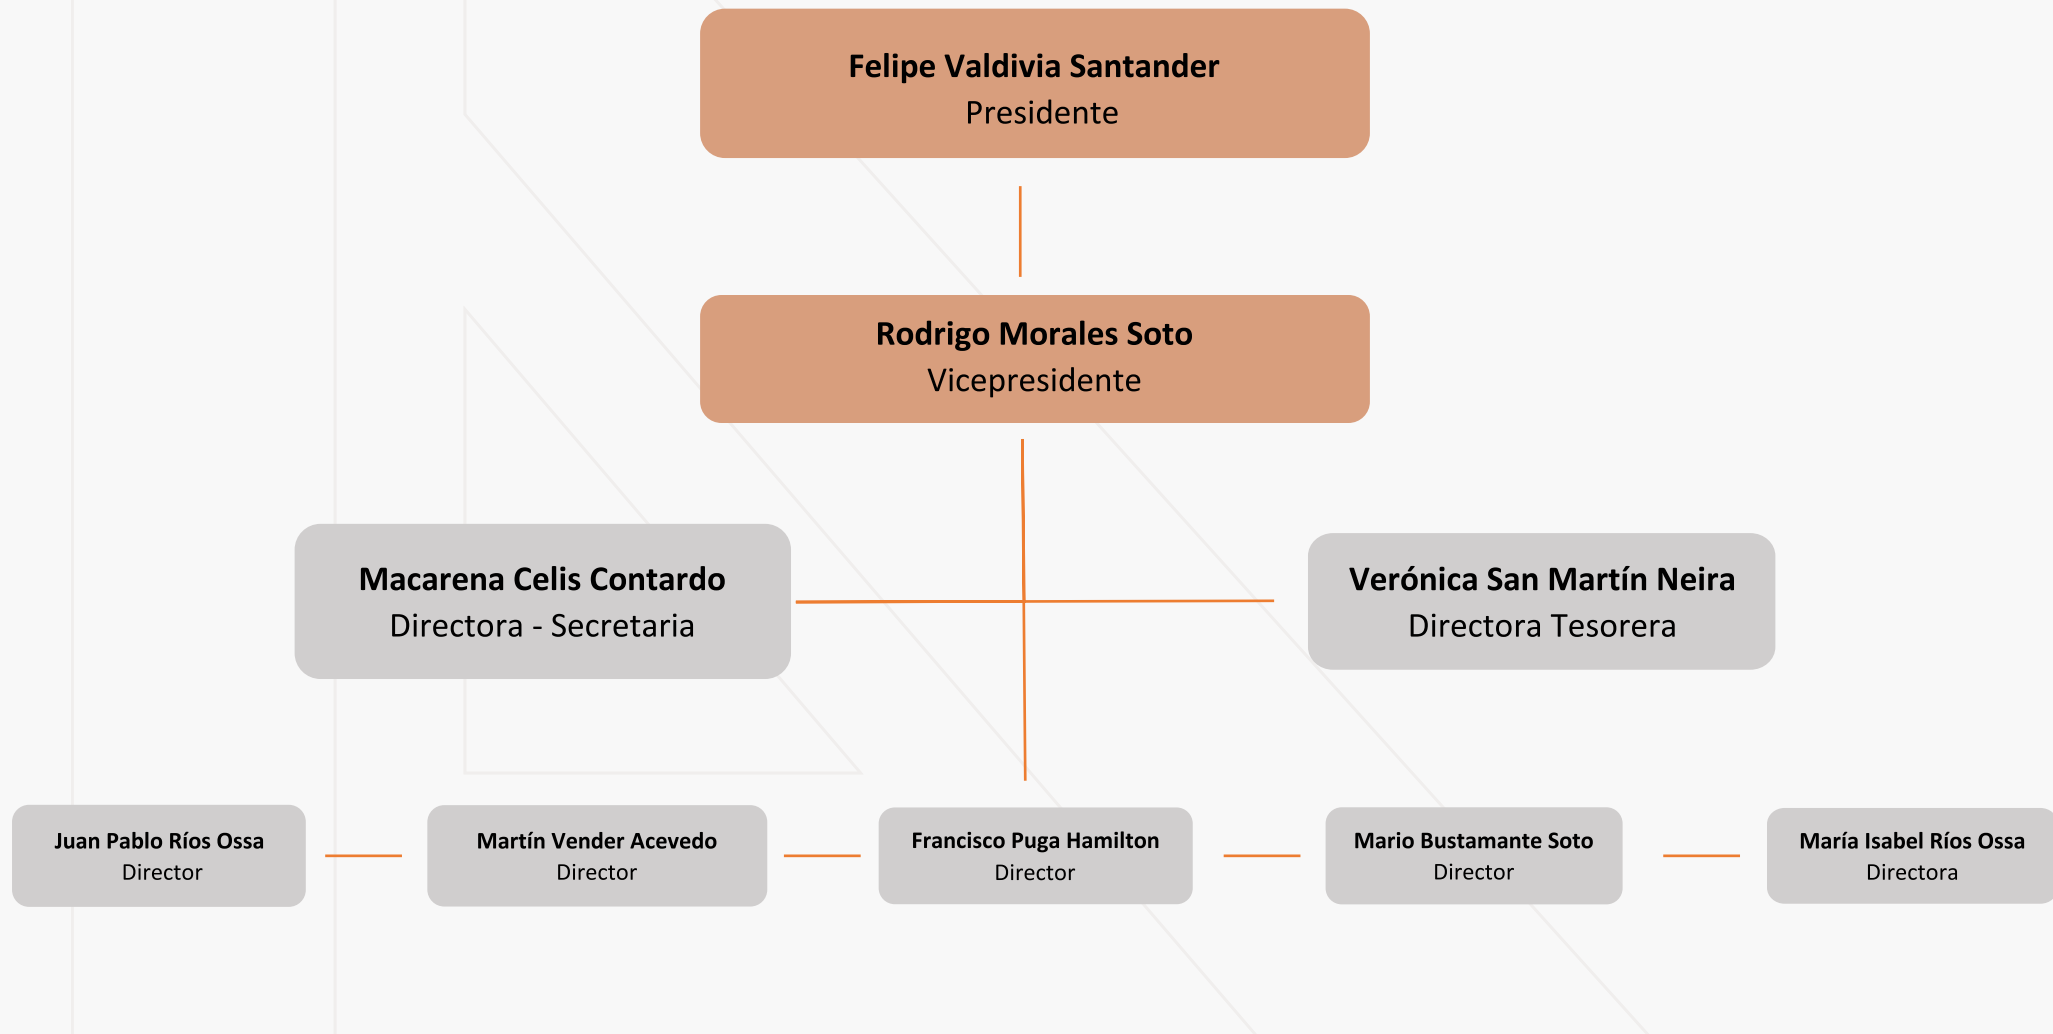 Felipe Valdivia Santander
Presidente
Rodrigo Morales Soto
Vicepresidente
Macarena Celis Contardo
Directora - Secretaria
Verónica San Martín Neira
Directora Tesorera
Juan Pablo Ríos Ossa
Director
Martín Vender Acevedo
Director
Francisco Puga Hamilton
Director
Mario Bustamante Soto
Director
María Isabel Ríos Ossa
Directora